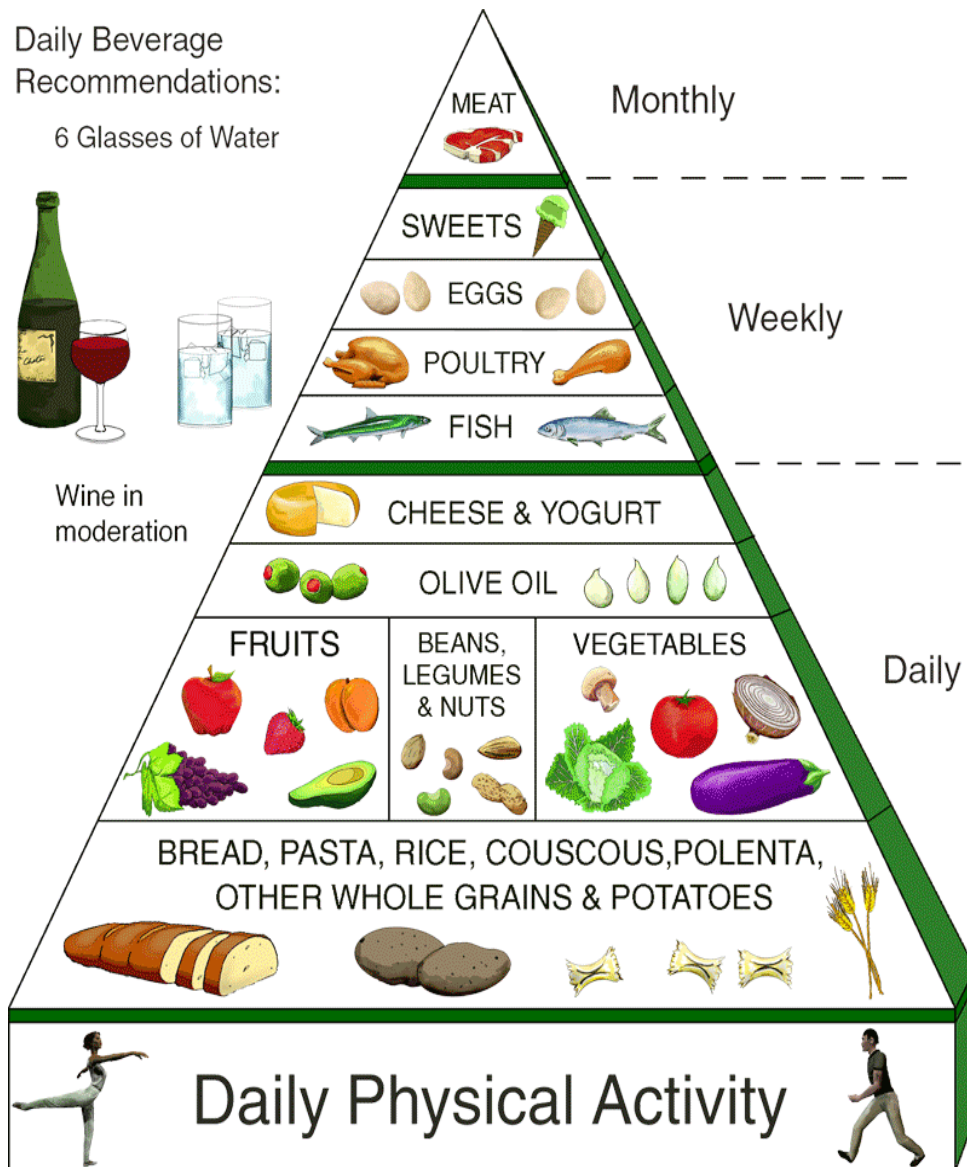 Daily Beverage
Recommendations:
6 Glasses of Water
Wine in
moderation
MEAT
Monthly
SWEETS
EGGS
Weekly
POULTRY
FISH
CHEESE & YOGURT
OLIVE OIL
FRUITS
BEANS,
LEGUMES
& NUTS
VEGETABLES
Daily
BREAD, PASTA, RICE, COUSCOUS,POLENTA,
OTHER WHOLE GRAINS & POTATOES
Daily Physical Activity